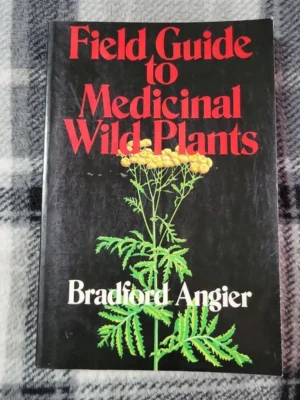 Field Guide
to
Medicinal
Wild Plants
Bradford Angier